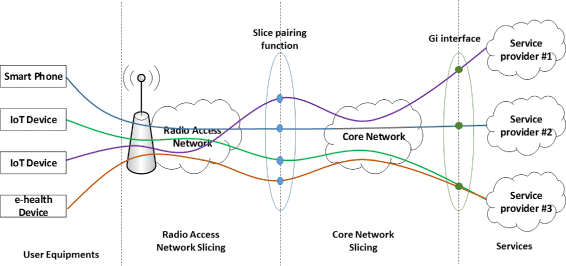 Slice pairing
function
Gi interface
Service
provider #1
Smart Phone
IoT Device
Radio Access
Network
Core Network
Service
provider #2
IoT Device
e-health
Device
Service
provider #3
User Equipments
Radio Access
Network Slicing
Core Network
Slicing
Services